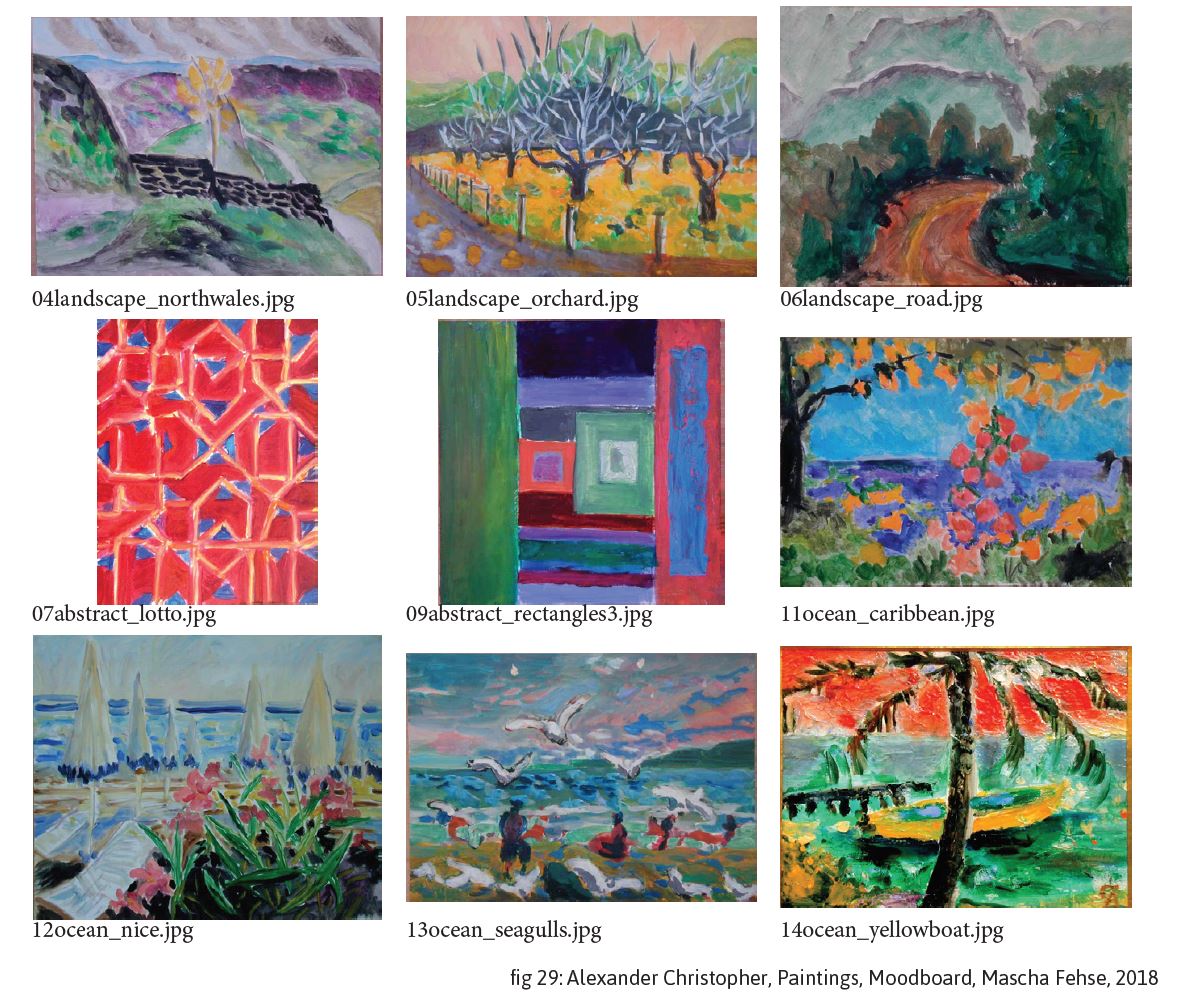 04landscape_northwales.jpg
05landscape_orchard.jpg
06landscape_road.jpg
07abstract_lotto.jpg
09abstract_rectangles3.jpg
11ocean_caribbean.jpg
12ocean_nice.jpg
13ocean_seagulls.jpg
14ocean_yellowboat.jpg
fig 29: Alexander Christopher, Paintings, Moodboard, Mascha Fehse, 2018